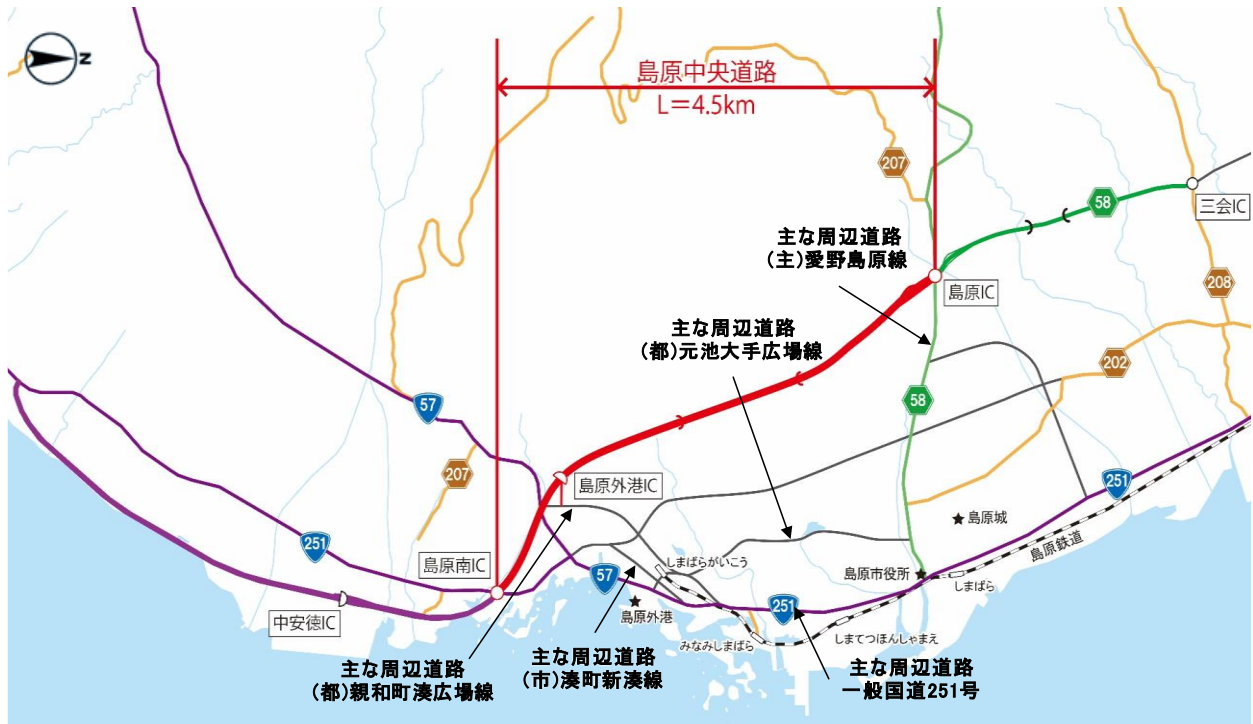 N
島原中央道路
L=4.5km
207
58
三会IC
主な周辺道路
(主)愛野島原線
島原IC
208
主な周辺道路
(都)元池大手広場線
202
57
58
207
島原外港IC
251
251
島原城
島原南IC
しまばらがいこう
島原鉄道
57
島原市役所
しまばら
中安徳IC
島原外港
251
みなみしまばら
しまてつほんしゃまえ
主な周辺道路
(都)親和町湊広場線
主な周辺道路
(市)湊町新湊線
主な周辺道路
一般国道251号